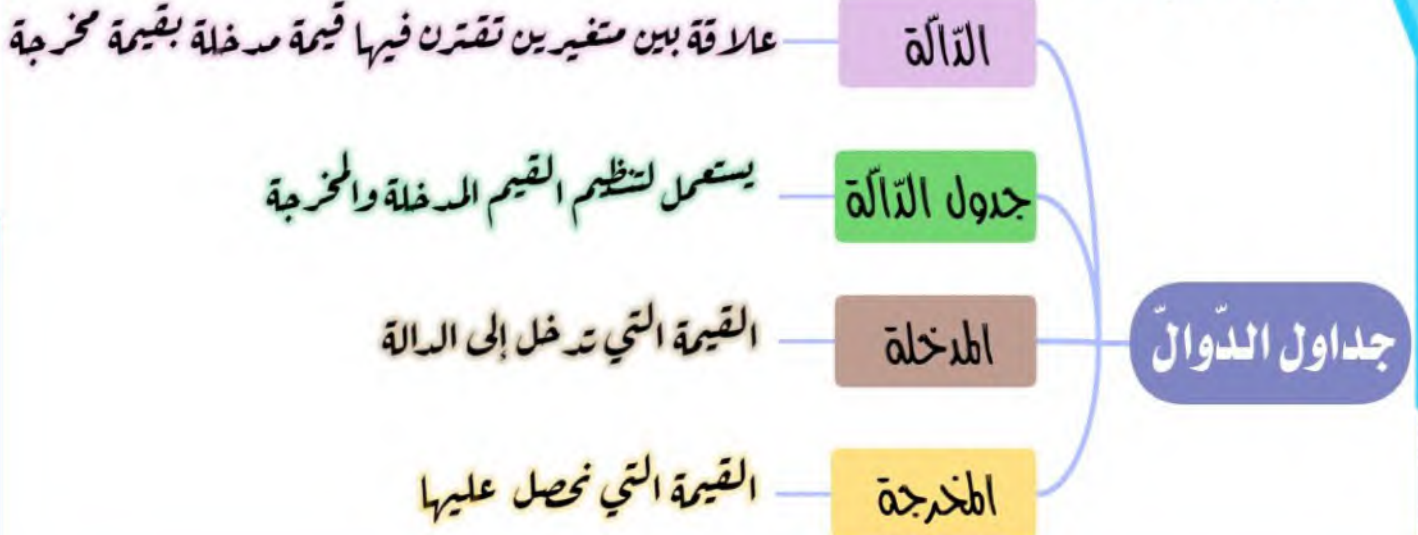 جداول الدّوالّ
الدّالّة
علاقة بين متغيرين تقترن فيها قيمة مدخلة بقيمة مخرجة
جدول الدّالّة
يستعمل لتنظيم القيم المدخلة والمخرجة
المدخلة
القيمة التي تدخل إلى الدالة
المخرجة
القيمة التي نحصل عليها